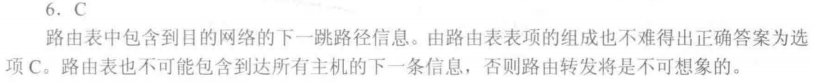 6. C
路由表中包含到目的网络的下一跳路径信息。由路由表表项的组成也不难得出正确答案为选
项 C。路由表也不可能包含到达所有主机的下一条信息，否则路由转发将是不可想象的。